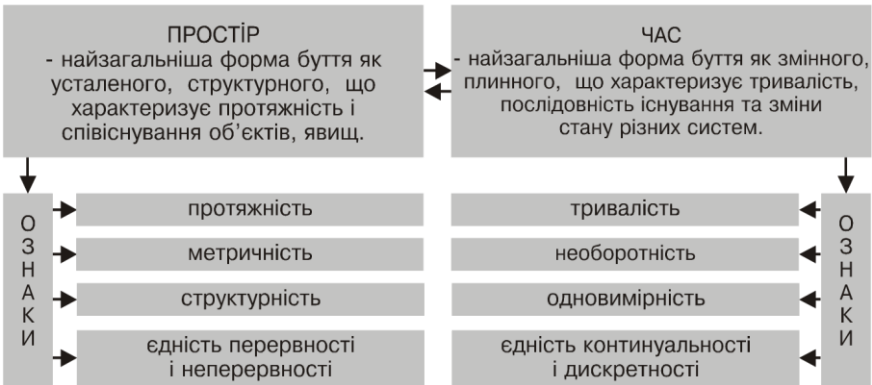 ПРОСТІР
- найзагальніша форма буття як
усталеного, структурного, що
характеризує протяжність і
співіснування об’єктів, явищ.
ЧАС
- найзагальніша форма буття як змінного,
плинного, що характеризує тривалість,
послідовність існування та зміни
стану різних систем.
ОЗНАКИ
протяжність
метричність
структурність
єдність перервності
і неперервності
тривалість
необоротність
одновимірність
єдність континуальності
і дискретності
ОЗНАКИ